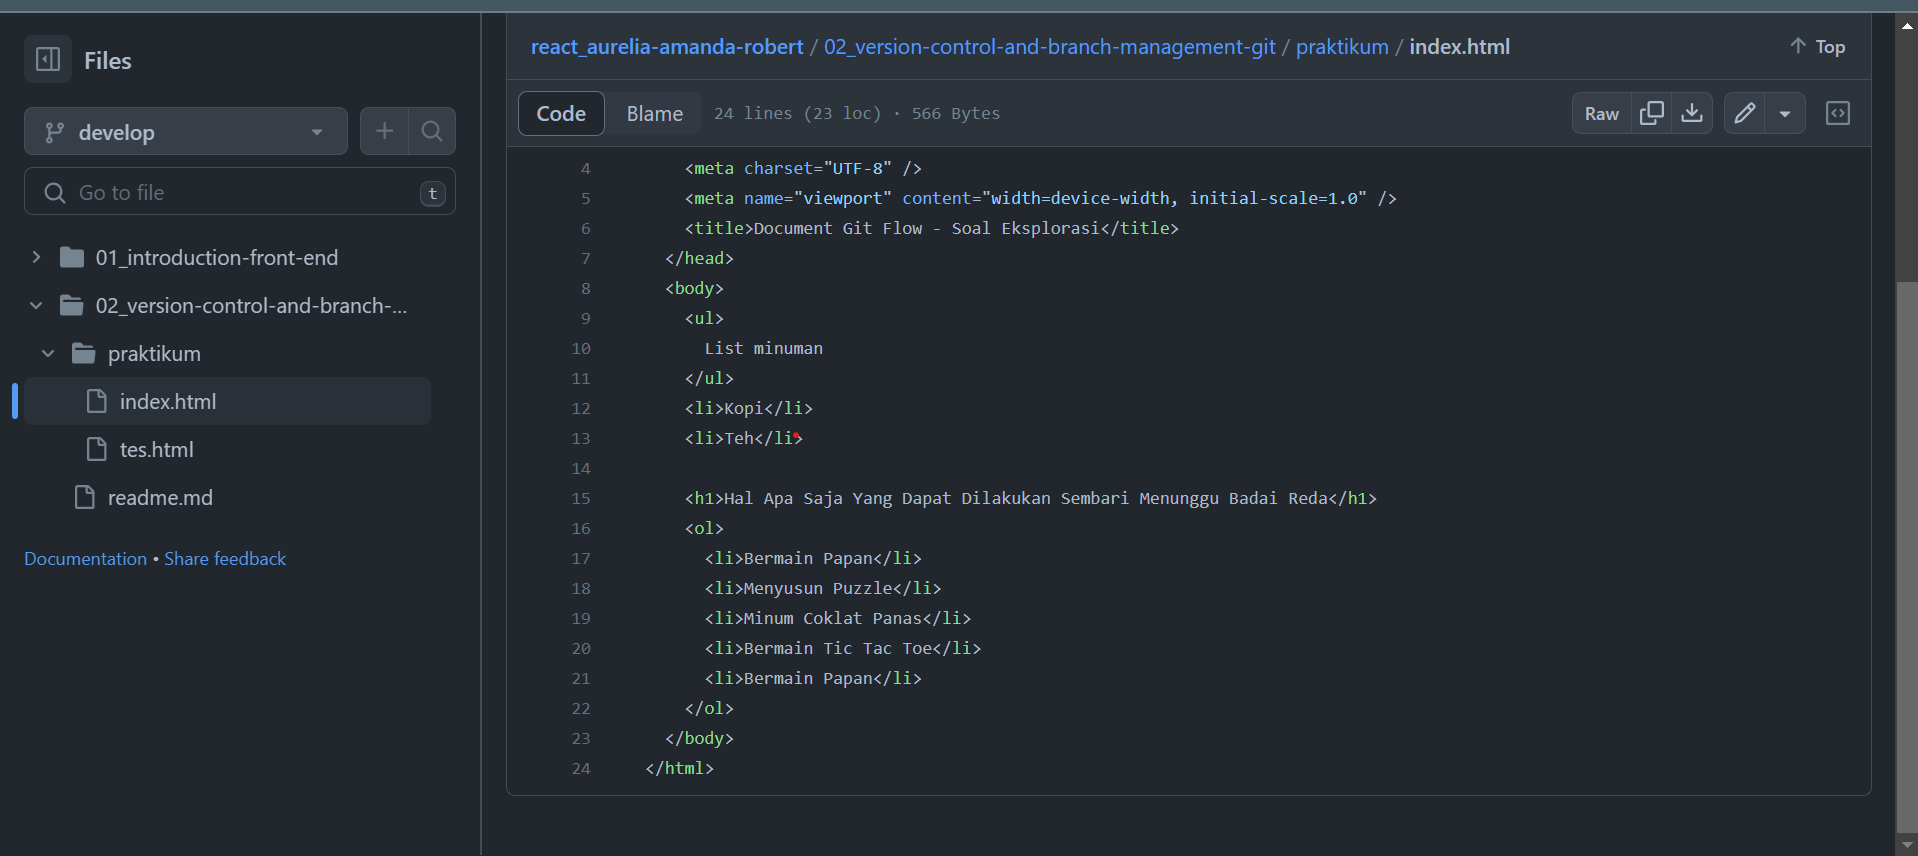 Files
develop
Go to file
t
01_introduction-front-end
02_version-control-and-branch-...
praktikum
index.html
tes.html
readme.md
Documentation • Share feedback
react_aurelia-amanda-robert / 02_version-control-and-branch-management-git / praktikum / index.html
Top
Code
Blame
24 lines (23 loc) · 566 Bytes
Raw
4 <meta charset="UTF-8" />
5 <meta name="viewport" content="width=device-width, initial-scale=1.0" />
6 <title>Document Git Flow - Soal Eksplorasi</title>
7 </head>
8 <body>
9 <ul>
10 List minuman
11 </ul>
12 <li>Kopi</li>
13 <li>Teh</li>
14
15 <h1>Hal Apa Saja Yang Dapat Dilakukan Sembari Menunggu Badai Reda</h1>
16 <ol>
17 <li>Bermain Papan</li>
18 <li>Menyusun Puzzle</li>
19 <li>Minum Coklat Panas</li>
20 <li>Bermain Tic Tac Toe</li>
21 <li>Bermain Papan</li>
22 </ol>
23 </body>
24 </html>